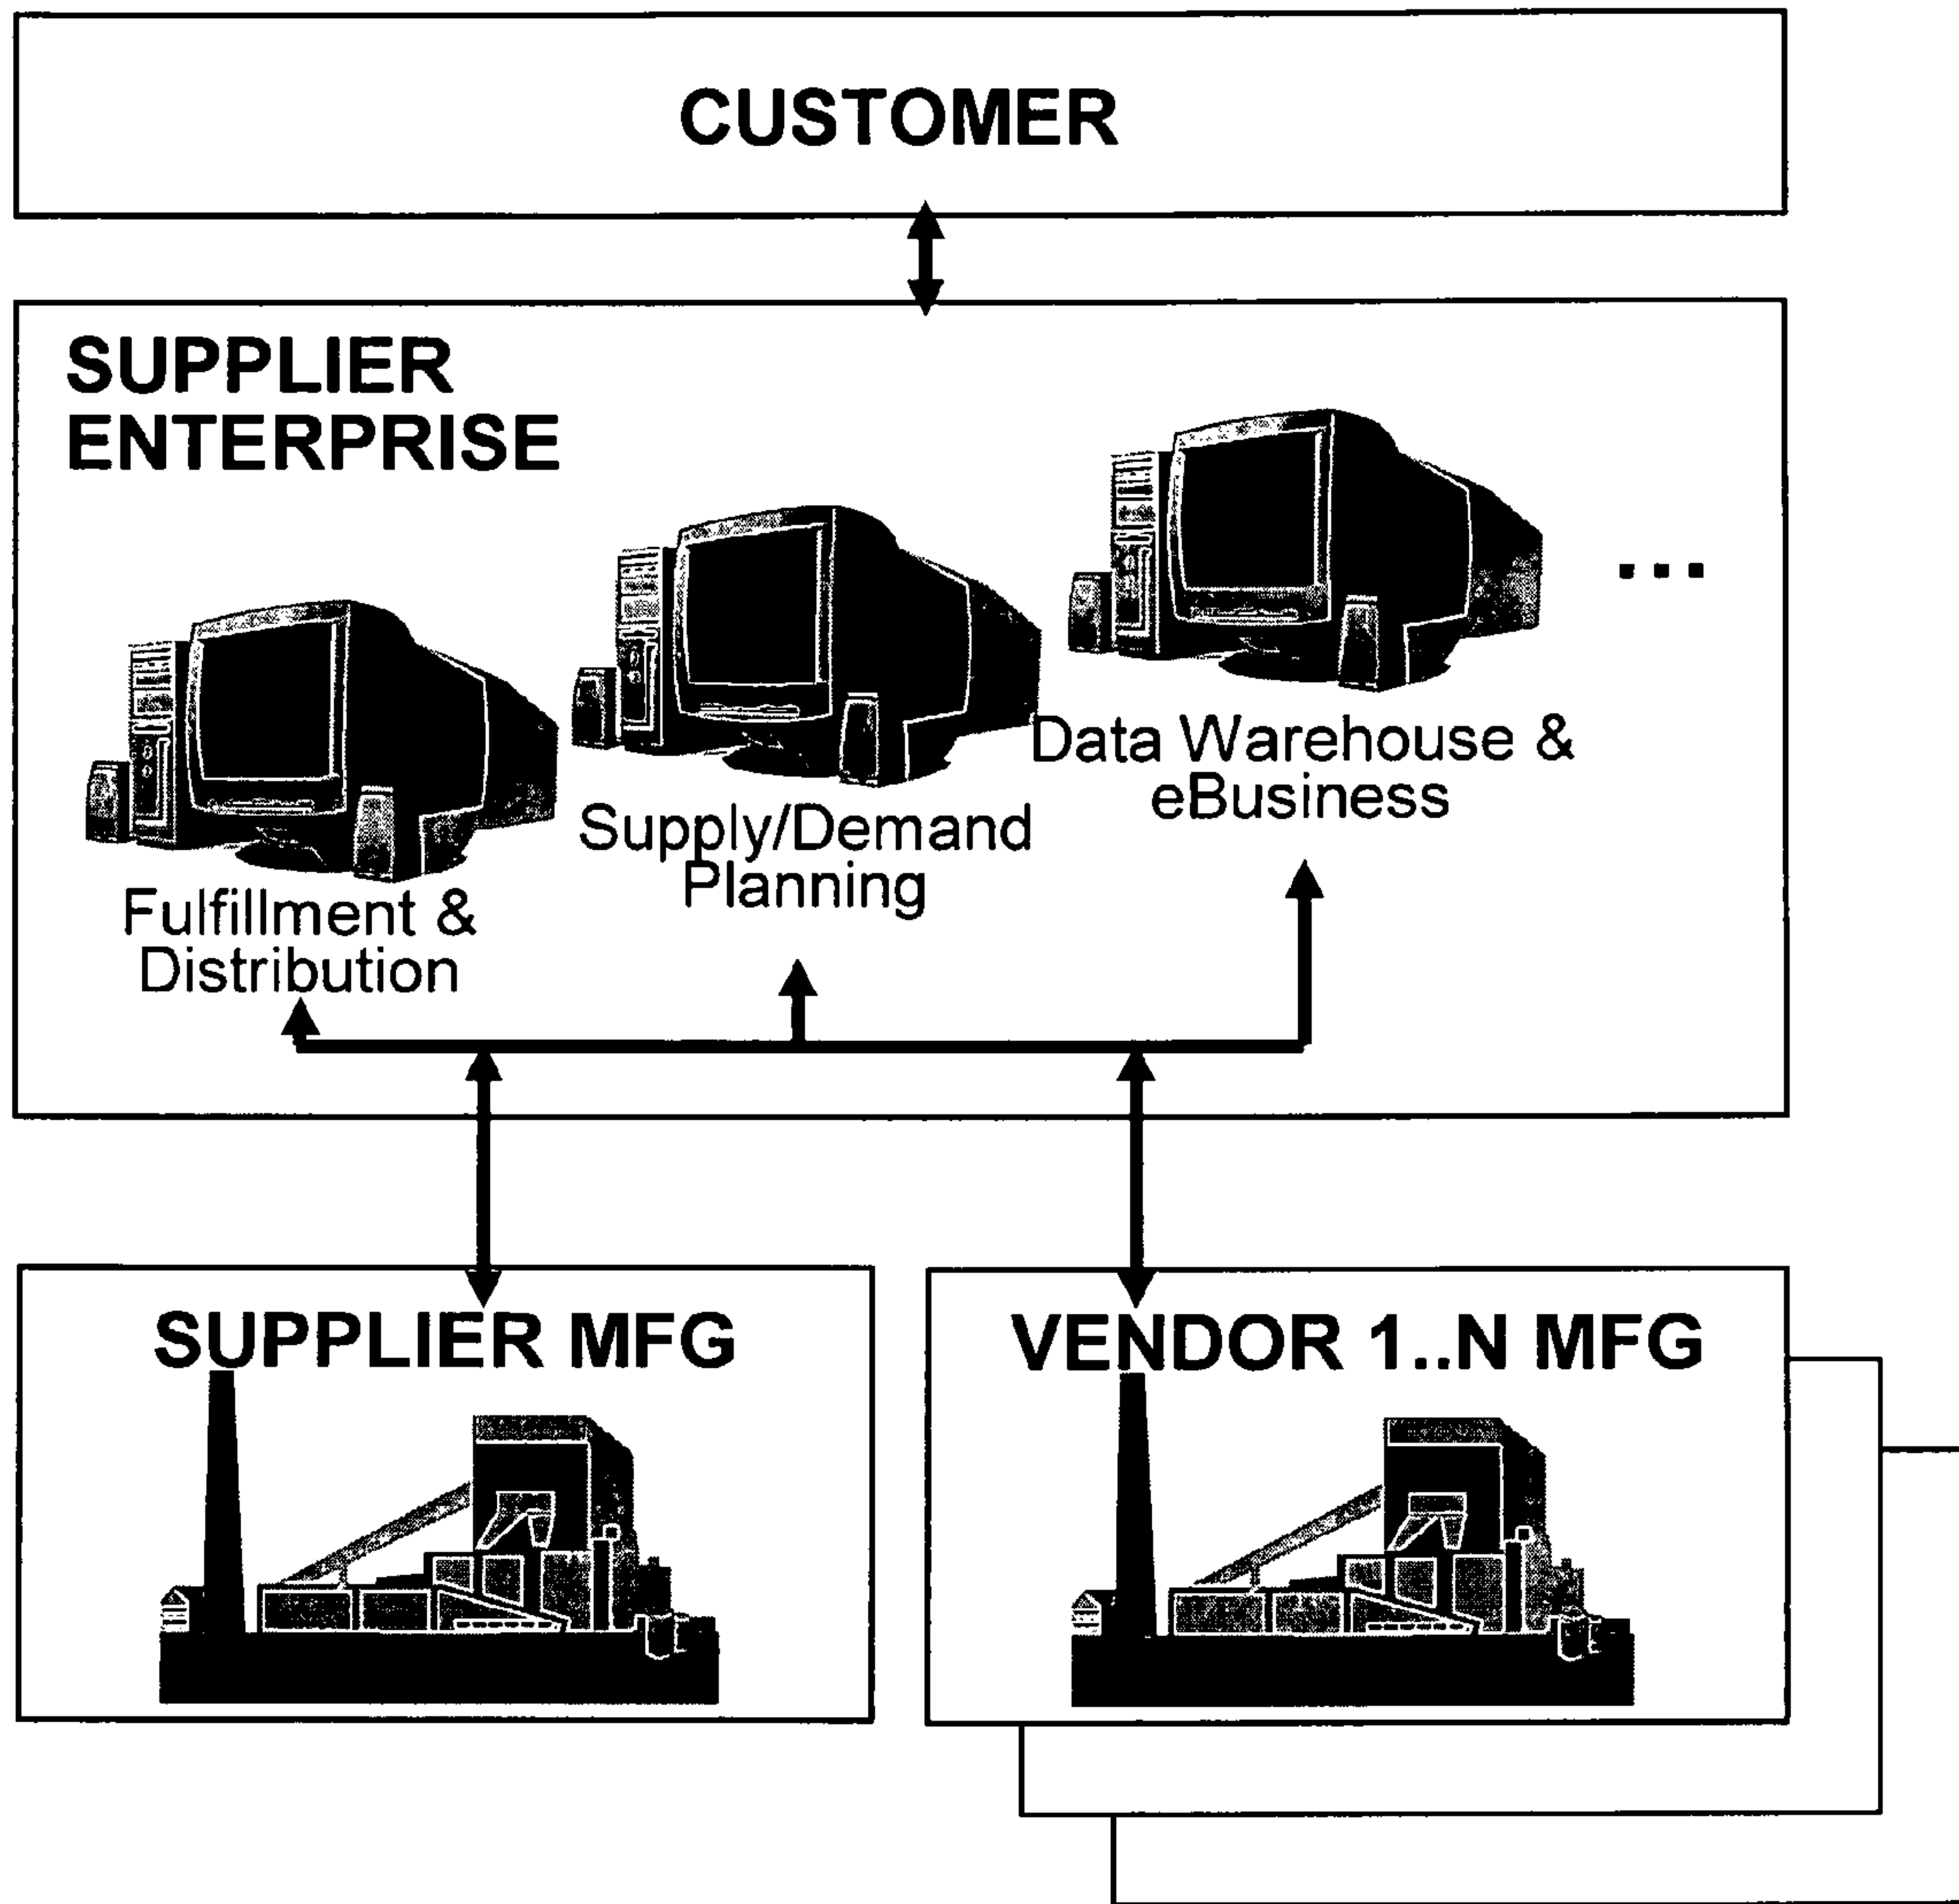 CUSTOMER
SUPPLIER
ENTERPRISE
...
Data Warehouse &
eBusiness
Supply/Demand
Planning
Fulfillment &
Distribution
SUPPLIER MFG
VENDOR 1..N MFG